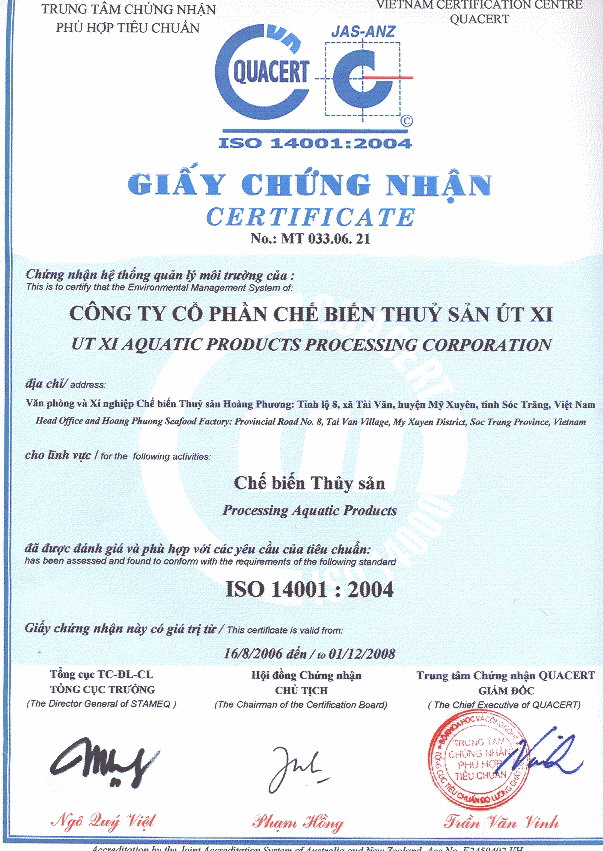 TRUNG TÂM CHỨNG NHẬN
PHÙ HỢP TIÊU CHUẨN
VIETNAM CERTIFICATION CENTRE
QUACERT
JAS-ANZ
QUACERT
©
ISO 14001:2004
GIẤY CHỨNG NHẬN
CERTIFICATE
No.: MT 033.06. 21
Chứng nhận hệ thống quản lý môi trường của :
This is to certify that the Environmental Management System of:
CÔNG TY CỔ PHẦN CHẾ BIẾN THUỶ SẢN ÚT XI
UT XI AQUATIC PRODUCTS PROCESSING CORPORATION
địa chỉ/ address:
Văn phòng và Xí nghiệp Chế biến Thuỷ sản Hoàng Phương: Tỉnh lộ 8, xã Tài Văn, huyện Mỹ Xuyên, tỉnh Sóc Trăng, Việt Nam
Head Office and Hoang Phuong Seafood Factory: Provincial Road No. 8, Tai Van Village, My Xuyen District, Soc Trang Province, Vietnam
cho lĩnh vực / for the following activities:
Chế biến Thủy sản
Processing Aquatic Products
đã được đánh giá và phù hợp với các yêu cầu của tiêu chuẩn:
has been assessed and found to conform with the requirements of the following standard
ISO 14001 : 2004
Giấy chứng nhận này có giá trị từ / This certificate is valid from:
16/8/2006 đến / to 01/12/2008
Tổng cục TC-ĐL-CL
TỔNG CỤC TRƯỞNG
(The Director General of STAMEQ )
Hội đồng Chứng nhận
CHỦ TỊCH
(The Chairman of the Certification Board)
Trung tâm Chứng nhận QUACERT
GIÁM ĐỐC
( The Chief Executive of QUACERT)
TRUNG TÂM
CHỨNG NHẬN
PHÙ HỢP
TIÊU CHUẨN
Ngô Quý Việt
Phạm Hồng
Trần Văn Vinh